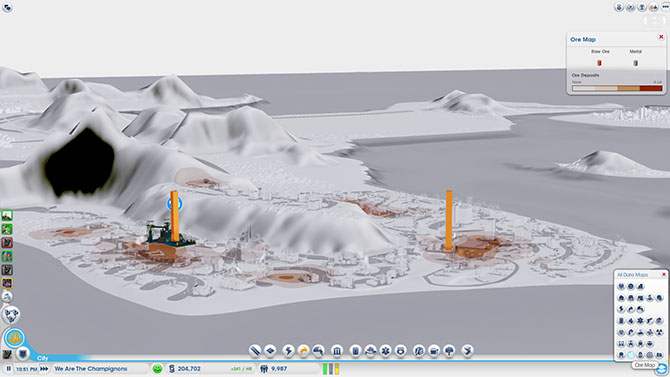 Ore Map
Raw Ore Metal
Ore Deposits
None A Lot
All Data Maps
Ore Map
City
10:51 PM We Are The Champignons 204,702 +241 / HR 9,987